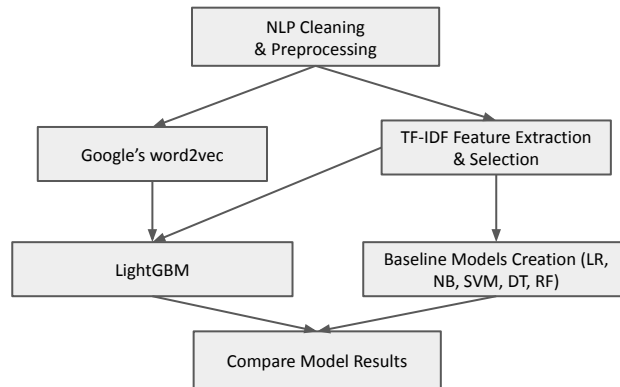 NLP Cleaning
& Preprocessing
Google’s word2vec
TF-IDF Feature Extraction
& Selection
LightGBM
Baseline Models Creation (LR,
NB, SVM, DT, RF)
Compare Model Results